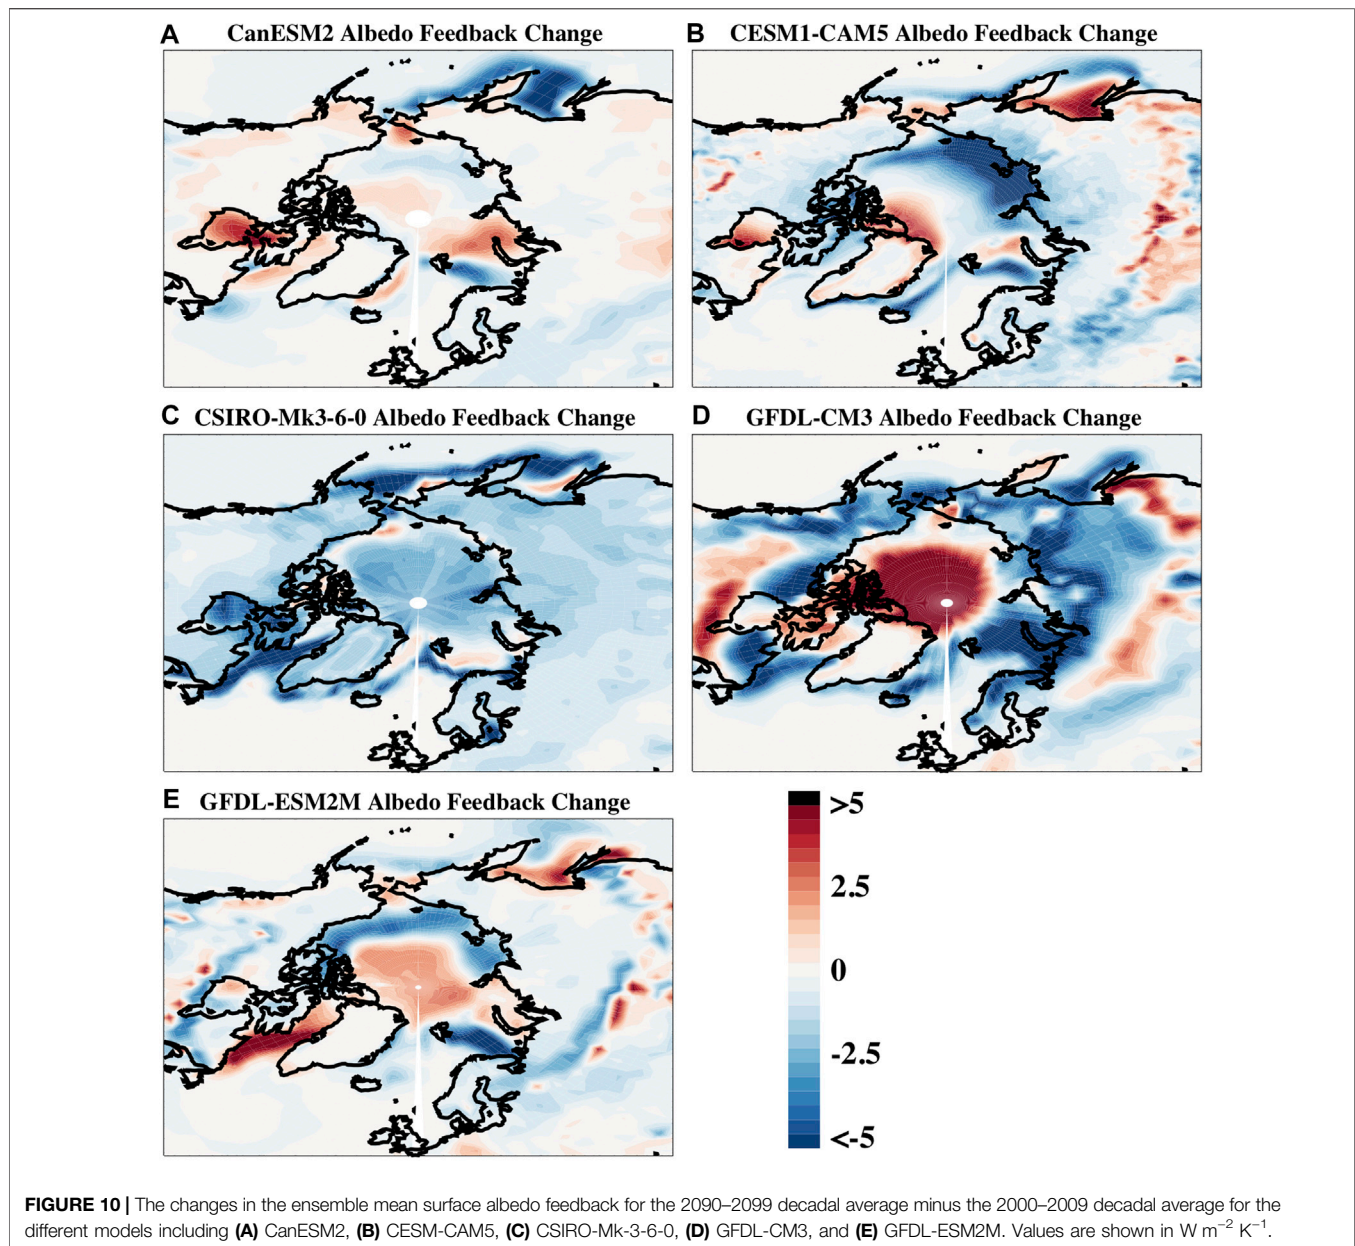 A CanESM2 Albedo Feedback Change
B CESM1-CAM5 Albedo Feedback Change
C CSIRO-Mk3-6-0 Albedo Feedback Change
D GFDL-CM3 Albedo Feedback Change
E GFDL-ESM2M Albedo Feedback Change
>5
2.5
0
-2.5
<-5
FIGURE 10 | The changes in the ensemble mean surface albedo feedback for the 2090–2099 decadal average minus the 2000–2009 decadal average for the
different models including (A) CanESM2, (B) CESM-CAM5, (C) CSIRO-Mk-3-6-0, (D) GFDL-CM3, and (E) GFDL-ESM2M. Values are shown in W m⁻² K⁻¹.